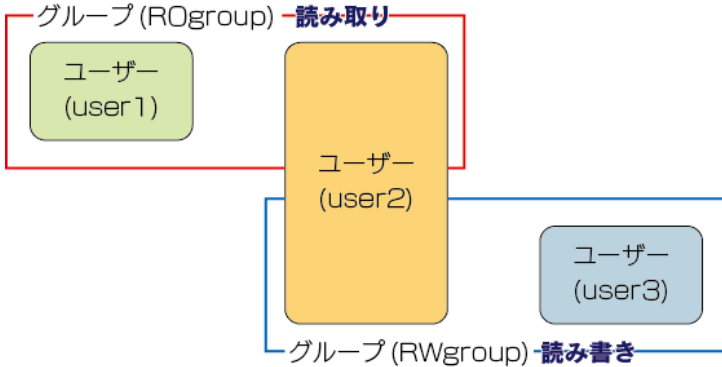 グループ(ROgroup) 読み取り
ユーザー
(user1)
ユーザー
(user2)
ユーザー
(user3)
グループ(RWgroup) 読み書き